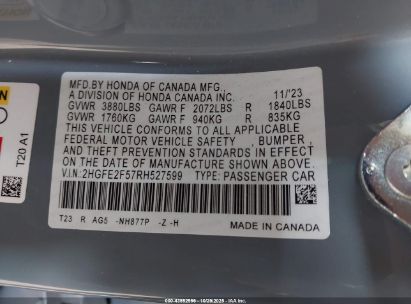 MFD.BY HONDA OF CANADA MFG.,
A DIVISION OF HONDA CANADA INC. 11/'23
GVWR 3880LBS GAWR F 2072LBS R 1840LBS
GVWR 1760KG GAWR F 940KG R 835KG
THIS VEHICLE CONFORMS TO ALL APPLICABLE
FEDERAL MOTOR VEHICLE SAFETY, BUMPER,
AND THEFT PREVENTION STANDARDS IN EFFECT
ON THE DATE OF MANUFACTURE SHOWN ABOVE.
V.I.N: 2HGFE2F57RH527599 TYPE: PASSENGER CAR
T23 R AG5 -NH877P -Z -H
MADE IN CANADA
T20 A1